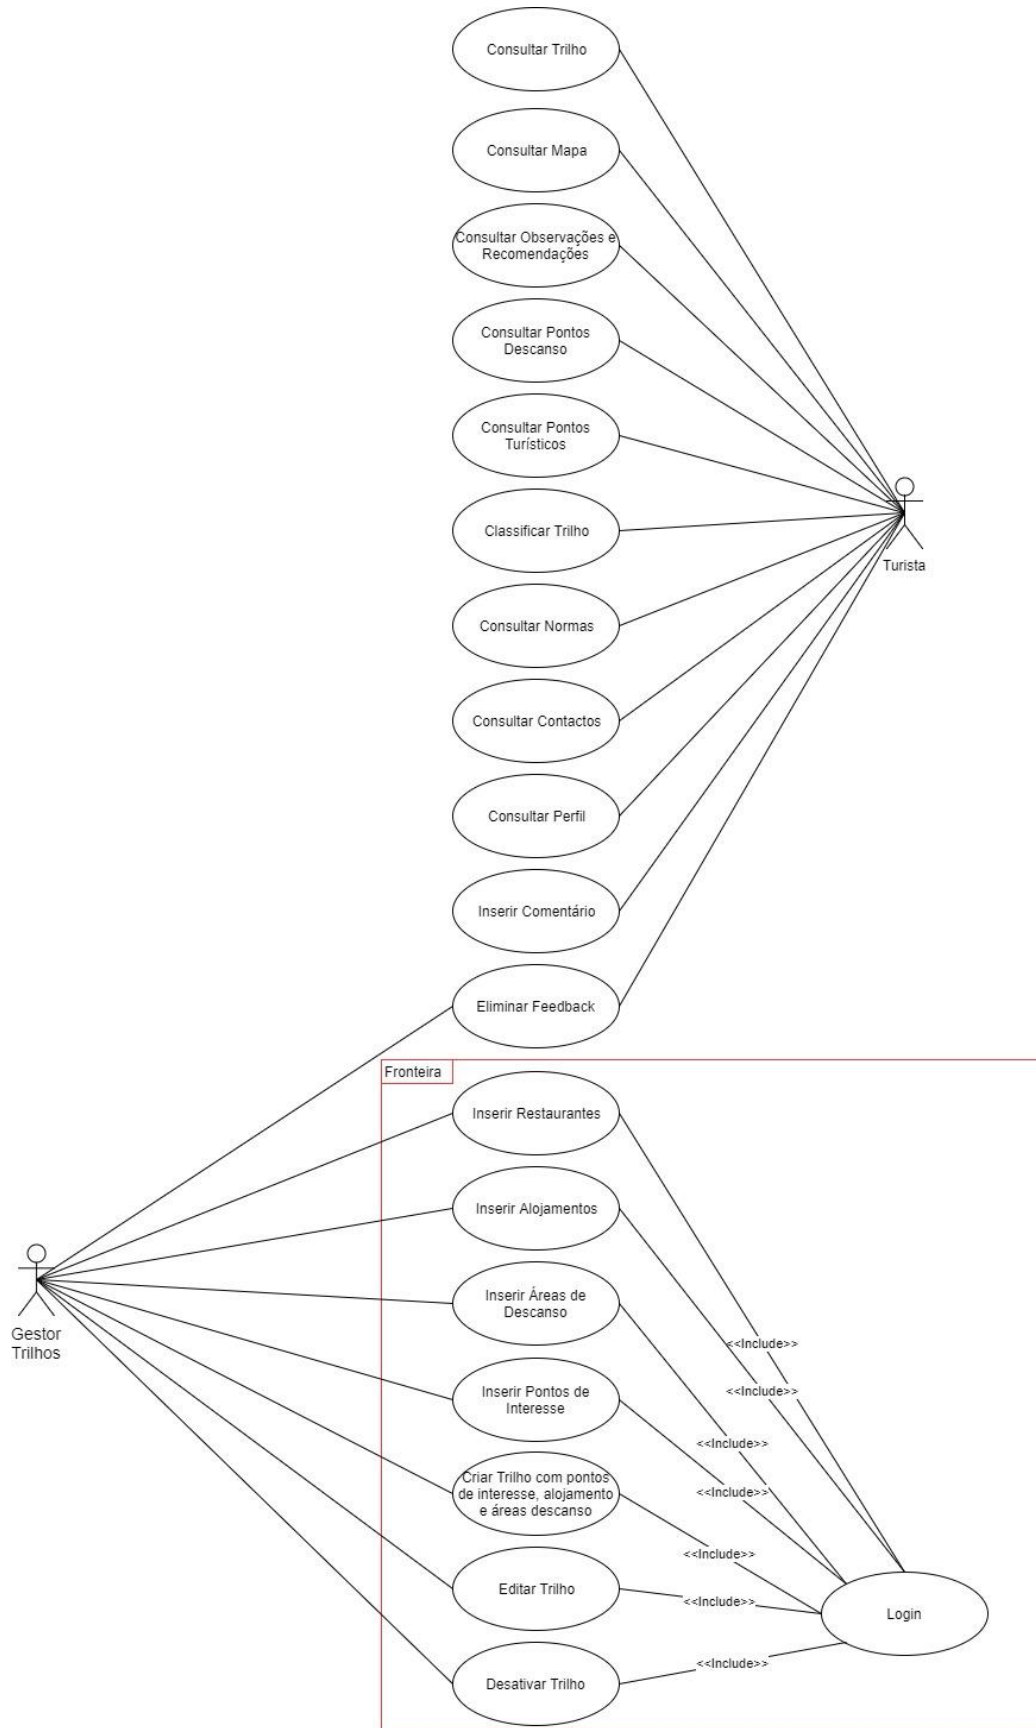 Consultar Trilho
Consultar Mapa
Consultar Observações e
Recomendações
Consultar Pontos
Descanso
Consultar Pontos
Turísticos
Classificar Trilho
Turista
Consultar Normas
Consultar Contactos
Consultar Perfil
Inserir Comentário
Eliminar Feedback
Fronteira
Inserir Restaurantes
Inserir Alojamentos
Inserir Áreas de
Descanso
Gestor
Trilhos
<<Include>>
<<Include>>
Inserir Pontos de
Interesse
<<Include>>
<<Include>>
Criar Trilho com pontos
de interesse, alojamento
e áreas descanso
<<Include>>
Editar Trilho
<<Include>>
Login
<<Include>>
Desativar Trilho